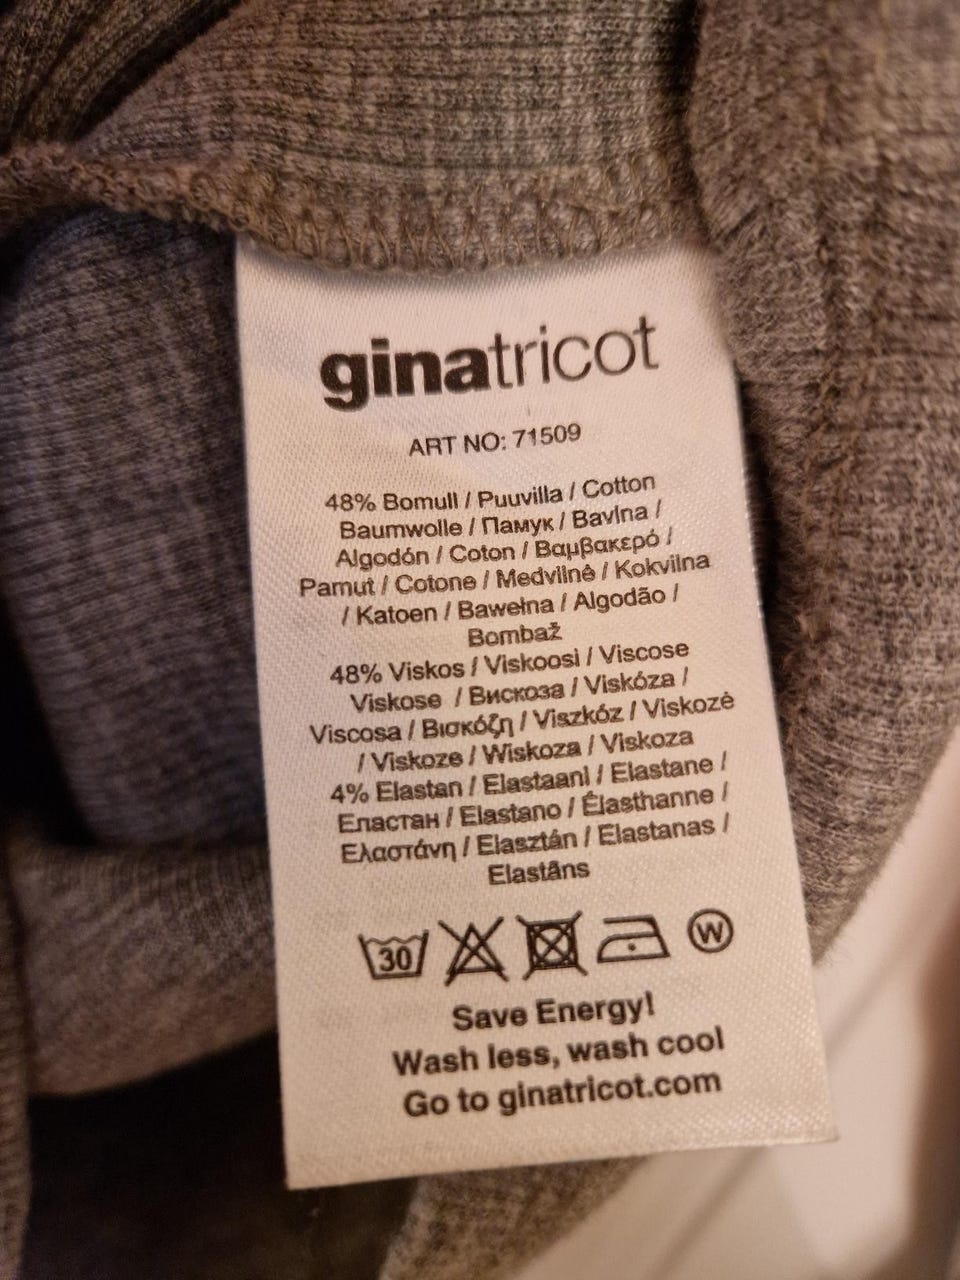 ginatricot
ART NO: 71509
48% Bomull / Puuvilla / Cotton
Baumwolle / Памук / Bavlna /
Algodón / Coton / Βαμβακερό /
Pamut / Cotone / Medvilnė / Kokvilna
/ Katoen / Bawełna / Algodão /
Bombaž
48% Viskos / Viskoosi / Viscose
Viskose / Вискоза / Viskóza /
Viscosa / Βισκόζη / Viszkóz / Viskozė
/ Viskoze / Wiskoza / Viskoza
4% Elastan / Elastaani / Elastane /
Еластан / Elastano / Élasthanne /
Ελαστάνη / Elasztán / Elastanas /
Elastāns
30 W
Save Energy!
Wash less, wash cool
Go to ginatricot.com